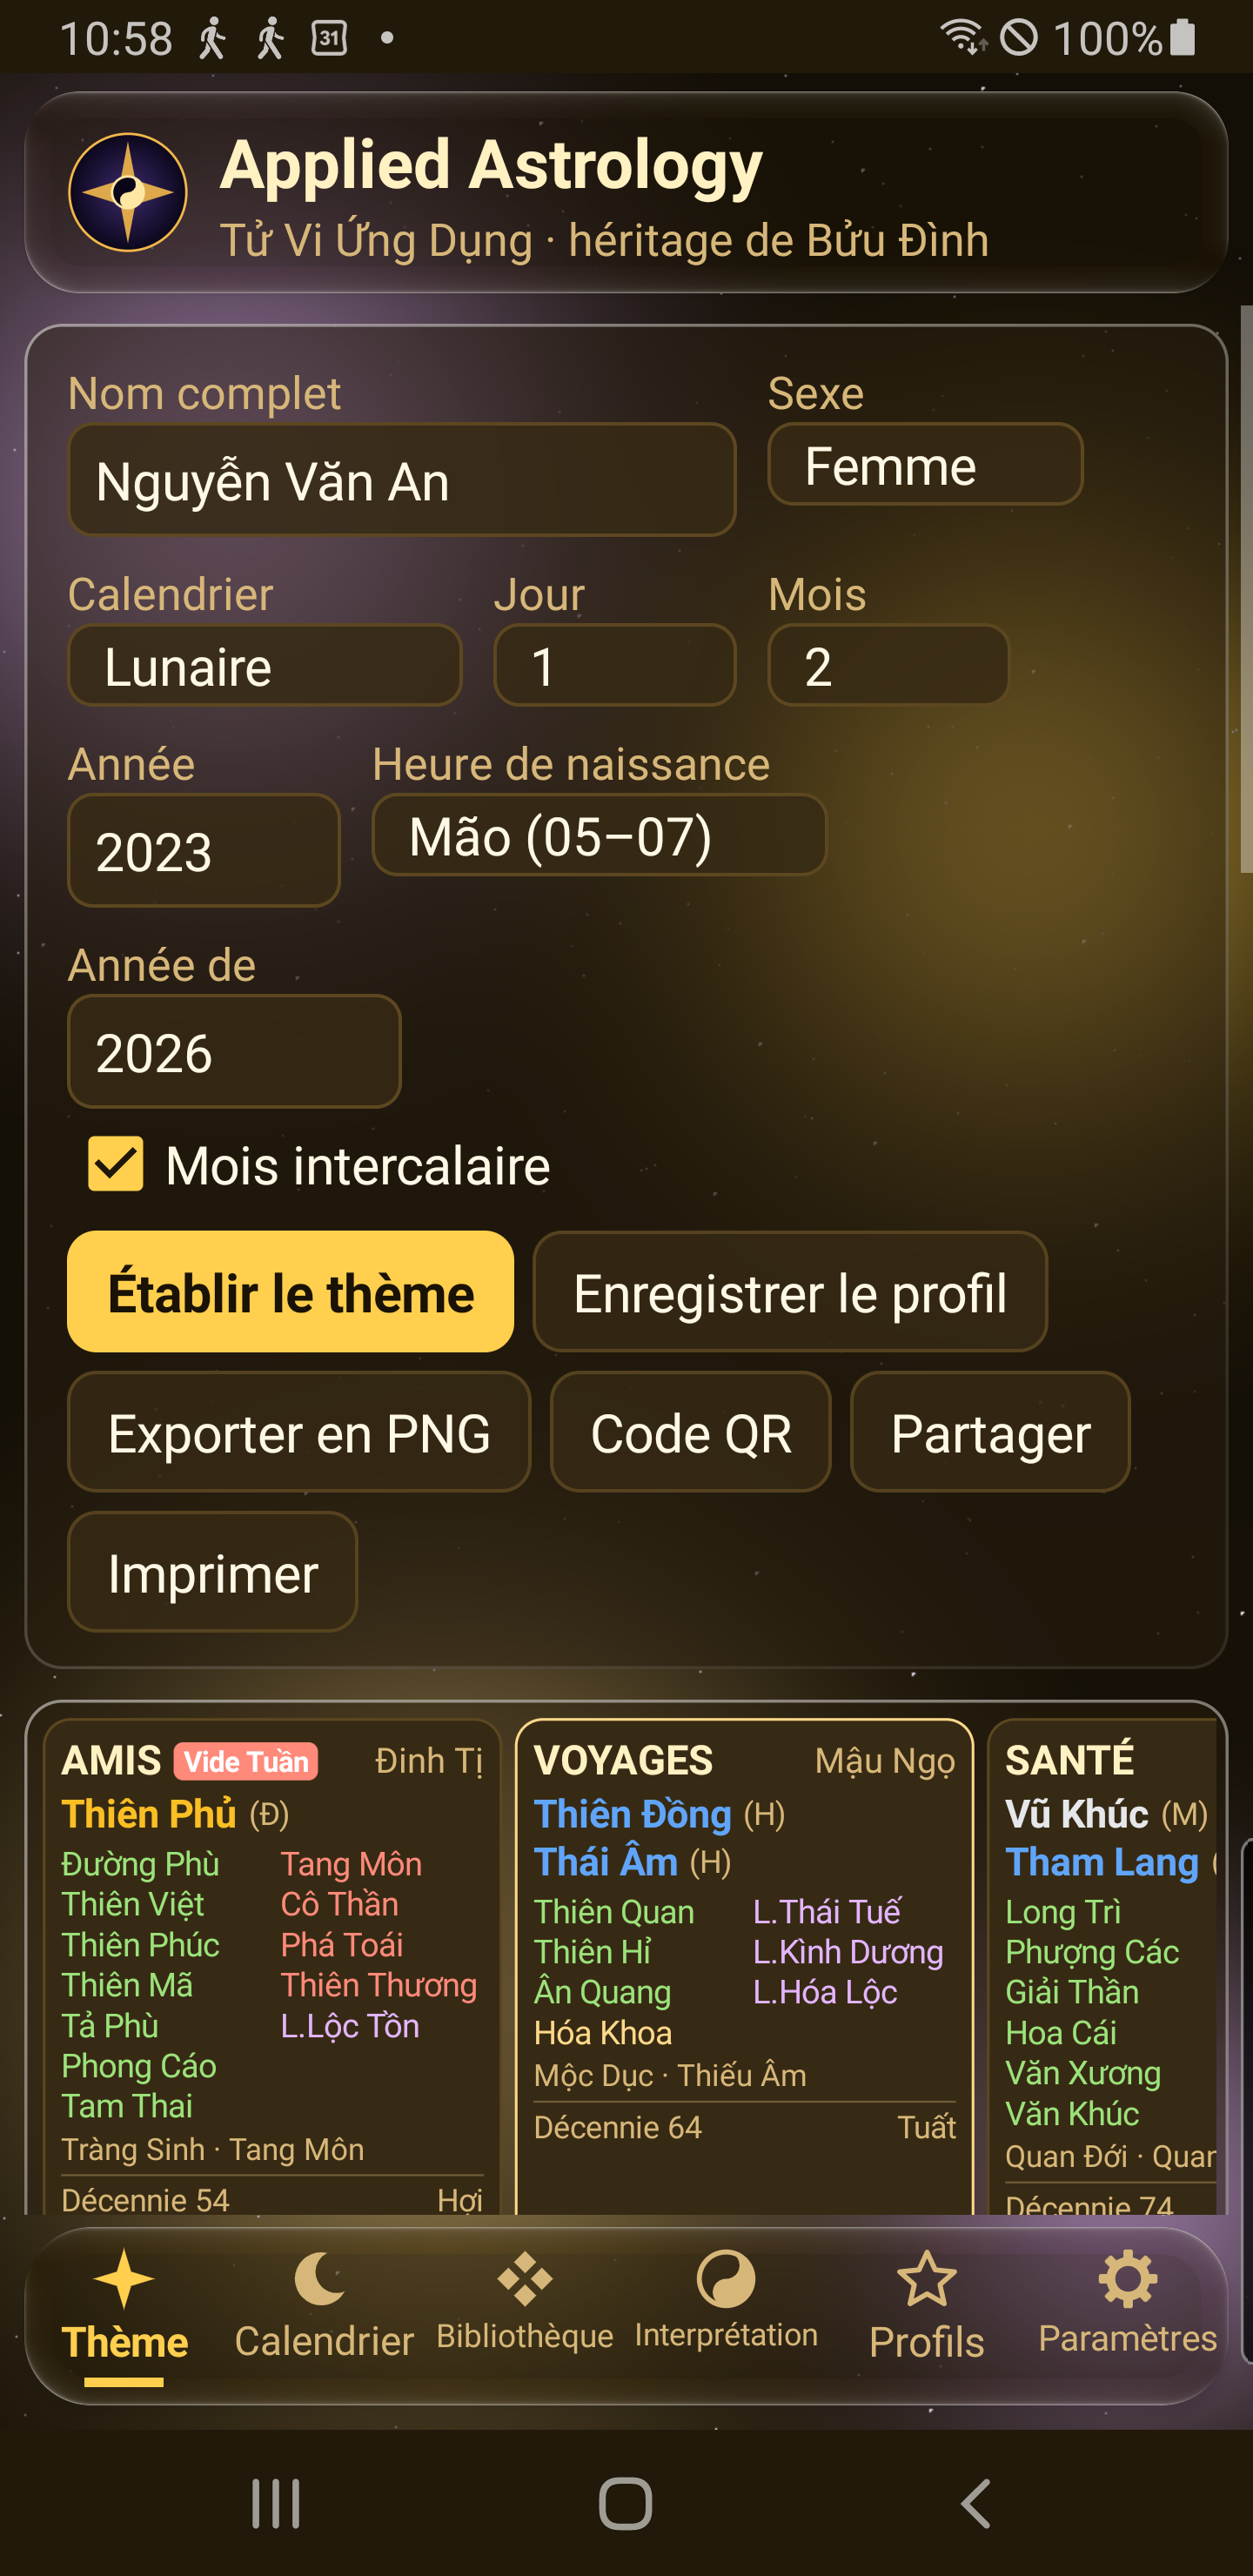 10:58
31
100%
Applied Astrology
Tử Vi Ứng Dụng · héritage de Bửu Đình
Nom complet
Sexe
Nguyễn Văn An
Femme
Calendrier
Jour
Mois
Lunaire
1
2
Année
Heure de naissance
2023
Mão (05–07)
Année de
2026
Mois intercalaire
Établir le thème
Enregistrer le profil
Exporter en PNG
Code QR
Partager
Imprimer
AMIS Vide Tuần Đinh Tị
Thiên Phủ (Đ)
Đường Phù
Thiên Việt
Thiên Phúc
Thiên Mã
Tả Phù
Phong Cáo
Tam Thai
Tang Môn
Cô Thần
Phá Toái
Thiên Thương
L.Lộc Tồn
Tràng Sinh · Tang Môn
Décennie 54 Hợi
VOYAGES Mậu Ngọ
Thiên Đồng (H)
Thái Âm (H)
Thiên Quan
Thiên Hỉ
Ân Quang
Hóa Khoa
L.Thái Tuế
L.Kình Dương
L.Hóa Lộc
Mộc Dục · Thiếu Âm
Décennie 64 Tuất
SANTÉ
Vũ Khúc (M)
Tham Lang
Long Trì
Phượng Các
Giải Thần
Hoa Cái
Văn Xương
Văn Khúc
Quan Đới · Quan
Décennie 74
Thème
Calendrier
Bibliothèque
Interprétation
Profils
Paramètres